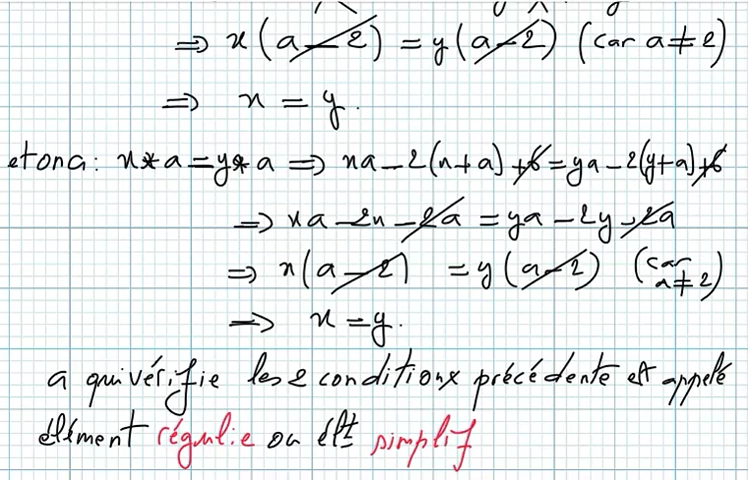 ⇒ x(a-2) = y(a-2) (car a≠2)
⇒ x = y.
et on a: x*a = y*a ⇒ xa-2(x+a)+6 = ya-2(y+a)+6
⇒ xa-2x-2a = ya-2y-2a
⇒ x(a-2) = y(a-2) (car a≠2)
⇒ x = y.
a qui vérifie les 2 conditions précédente est appelé
élément régulie ou élt simplif